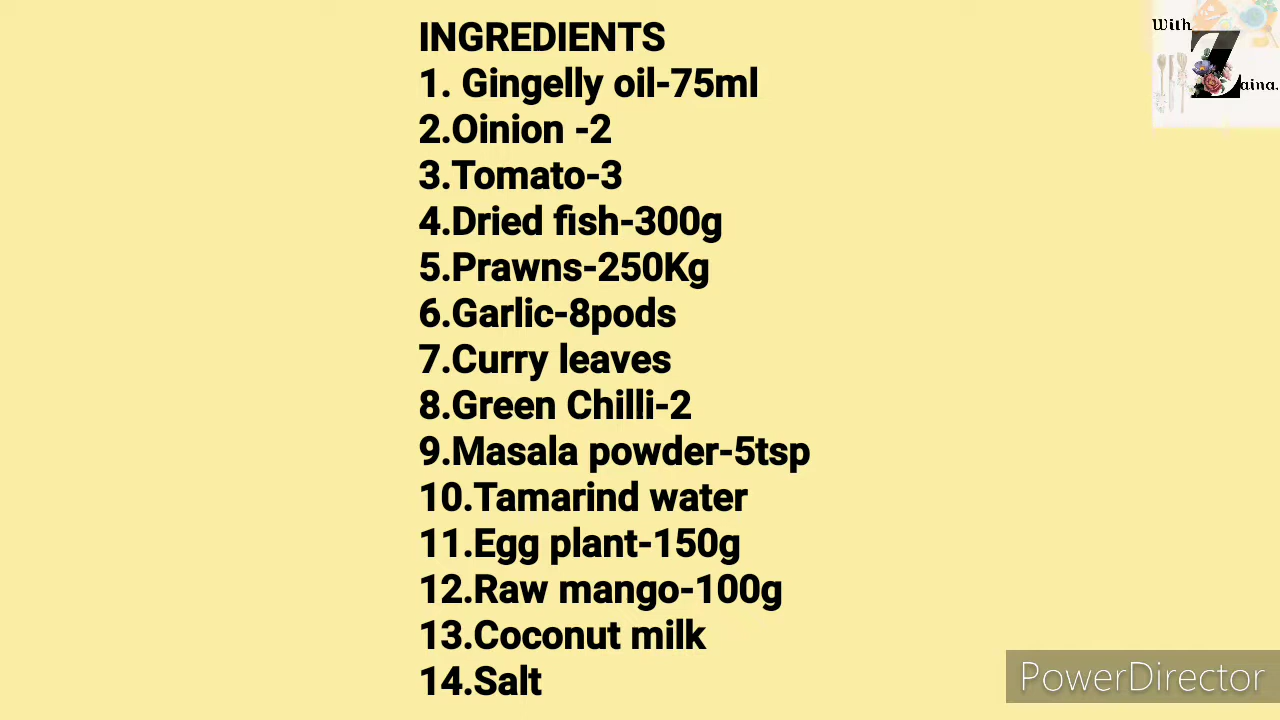 INGREDIENTS
1. Gingelly oil-75ml
2.Oinion -2
3.Tomato-3
4.Dried fish-300g
5.Prawns-250Kg
6.Garlic-8pods
7.Curry leaves
8.Green Chilli-2
9.Masala powder-5tsp
10.Tamarind water
11.Egg plant-150g
12.Raw mango-100g
13.Coconut milk
14.Salt
With
Zaina.
PowerDirector